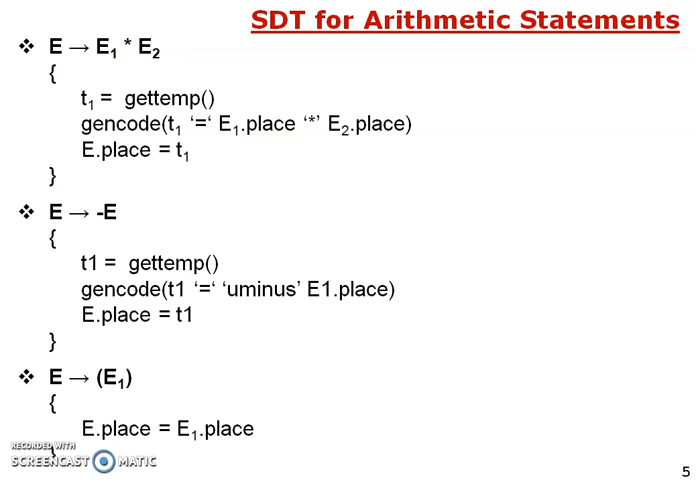 SDT for Arithmetic Statements
❖ E → E₁ * E₂
{
t₁ = gettemp()
gencode(t₁ ‘=‘ E₁.place ‘*’ E₂.place)
E.place = t₁
}
❖ E → -E
{
t1 = gettemp()
gencode(t1 ‘=‘ ‘uminus’ E1.place)
E.place = t1
}
❖ E → (E₁)
{
E.place = E₁.place
}
RECORDED WITH
SCREENCAST MATIC
5